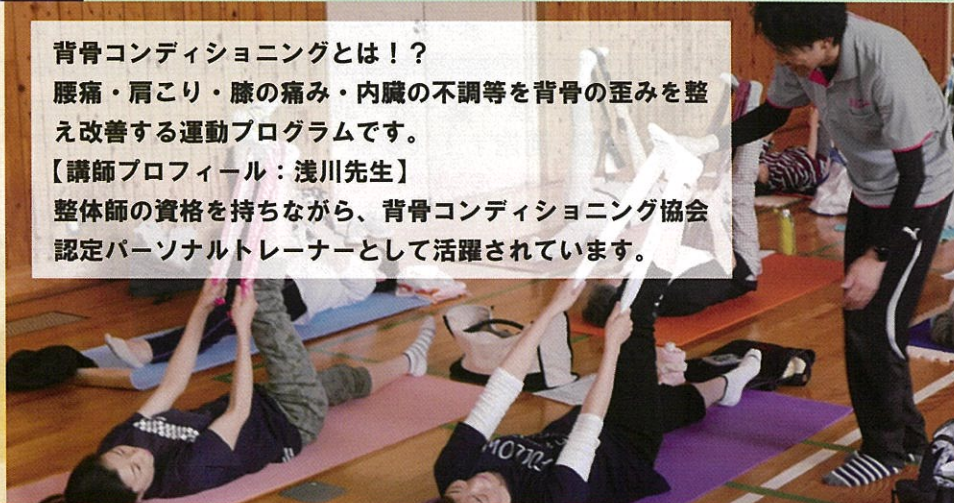 背骨コンディショニングとは！？
腰痛・肩こり・膝の痛み・内臓の不調等を背骨の歪みを整
え改善する運動プログラムです。
【講師プロフィール：浅川先生】
整体師の資格を持ちながら、背骨コンディショニング協会
認定パーソナルトレーナーとして活躍されています。
FOLLOW